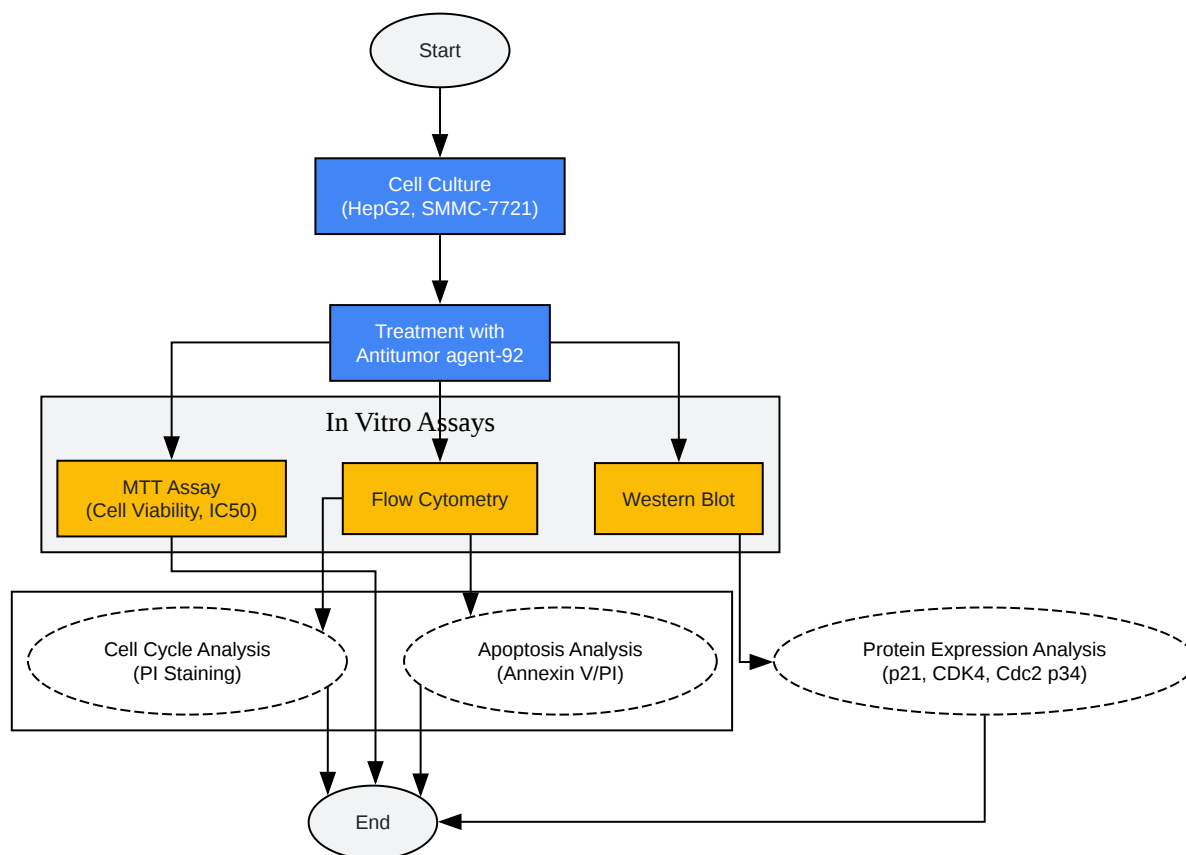 Start
Cell Culture
(HepG2, SMMC-7721)
Treatment with
Antitumor agent-92
In Vitro Assays
MTT Assay
(Cell Viability, IC50)
Flow Cytometry
Western Blot
Cell Cycle Analysis
(PI Staining)
Apoptosis Analysis
(Annexin V/PI)
Protein Expression Analysis
(p21, CDK4, Cdc2 p34)
End